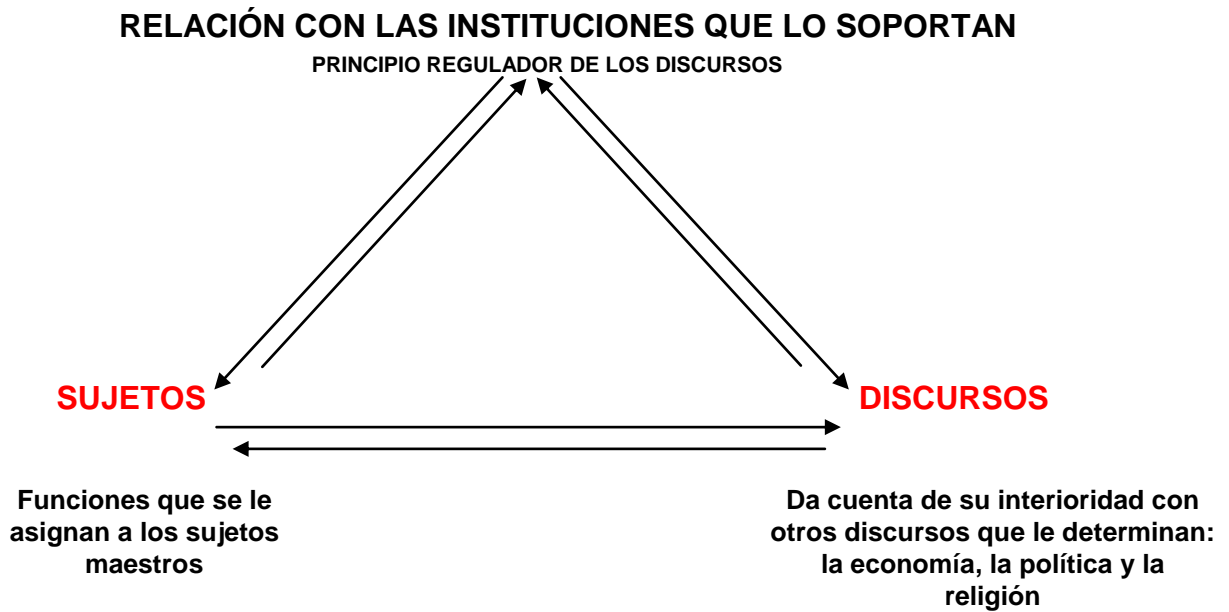 RELACIÓN CON LAS INSTITUCIONES QUE LO SOPORTAN
PRINCIPIO REGULADOR DE LOS DISCURSOS
SUJETOS
DISCURSOS
Funciones que se le
asignan a los sujetos
maestros
Da cuenta de su interioridad con
otros discursos que le determinan:
la economía, la política y la
religión